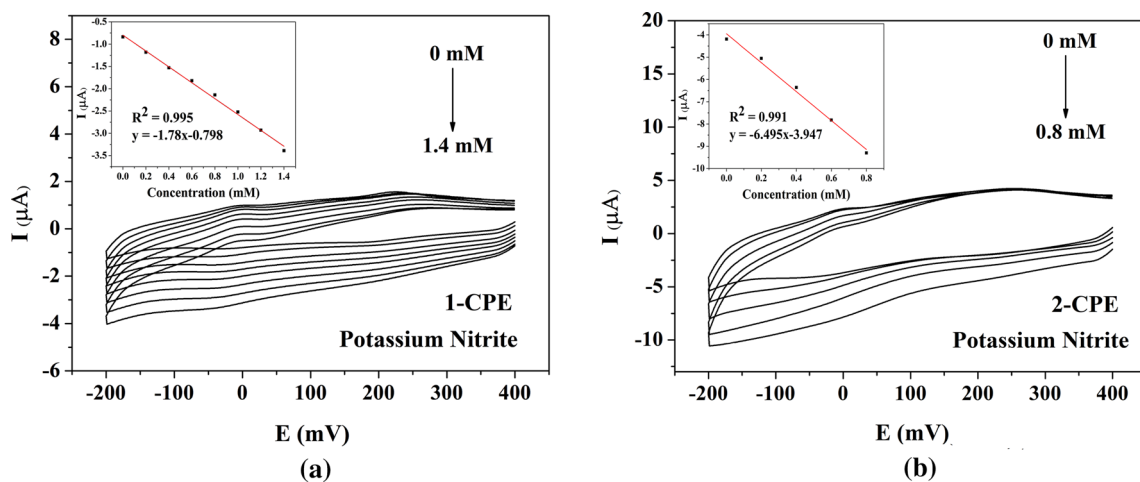 8
6
4
2
0
-2
-4
-6
I (μA)
-0.5
-1.0
-1.5
-2.0
-2.5
-3.0
-3.5
I (μA)
R2 = 0.995
y = -1.78x-0.798
0.0 0.2 0.4 0.6 0.8 1.0 1.2 1.4
Concentration (mM)
0 mM
1.4 mM
1-CPE
Potassium Nitrite
-200 -100 0 100 200 300 400
E (mV)
(a)
20
15
10
5
0
-5
-10
I (μA)
-4
-5
-6
-7
-8
-9
-10
I (μA)
R2 = 0.991
y = -6.495x-3.947
0.0 0.2 0.4 0.6 0.8
Concentration (mM)
0 mM
0.8 mM
2-CPE
Potassium Nitrite
-200 -100 0 100 200 300 400
E (mV)
(b)